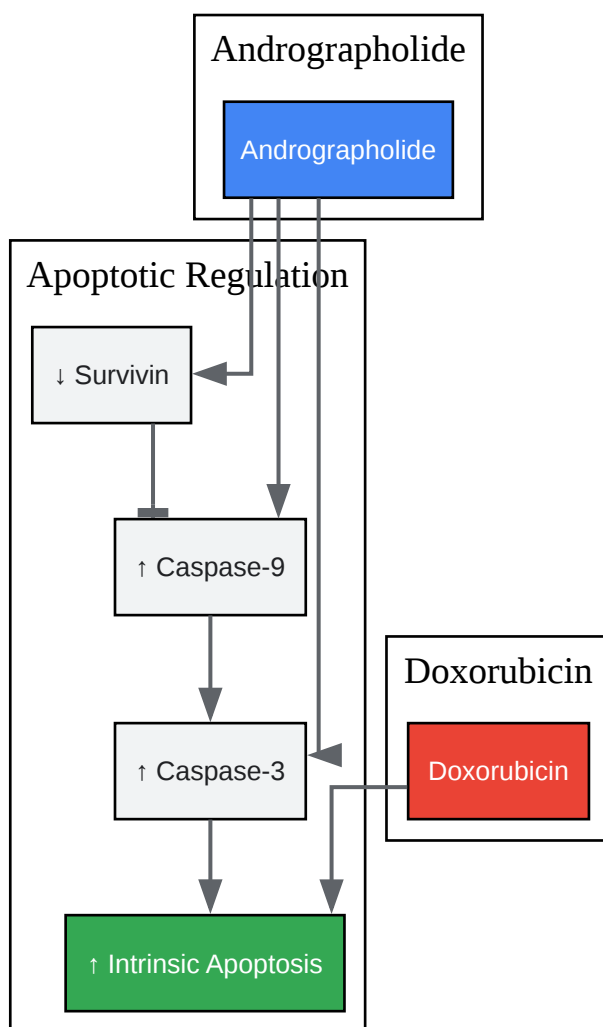 Andrographolide
Andrographolide
Apoptotic Regulation
↓ Survivin
↑ Caspase-9
Doxorubicin
Doxorubicin
↑ Caspase-3
↑ Intrinsic Apoptosis